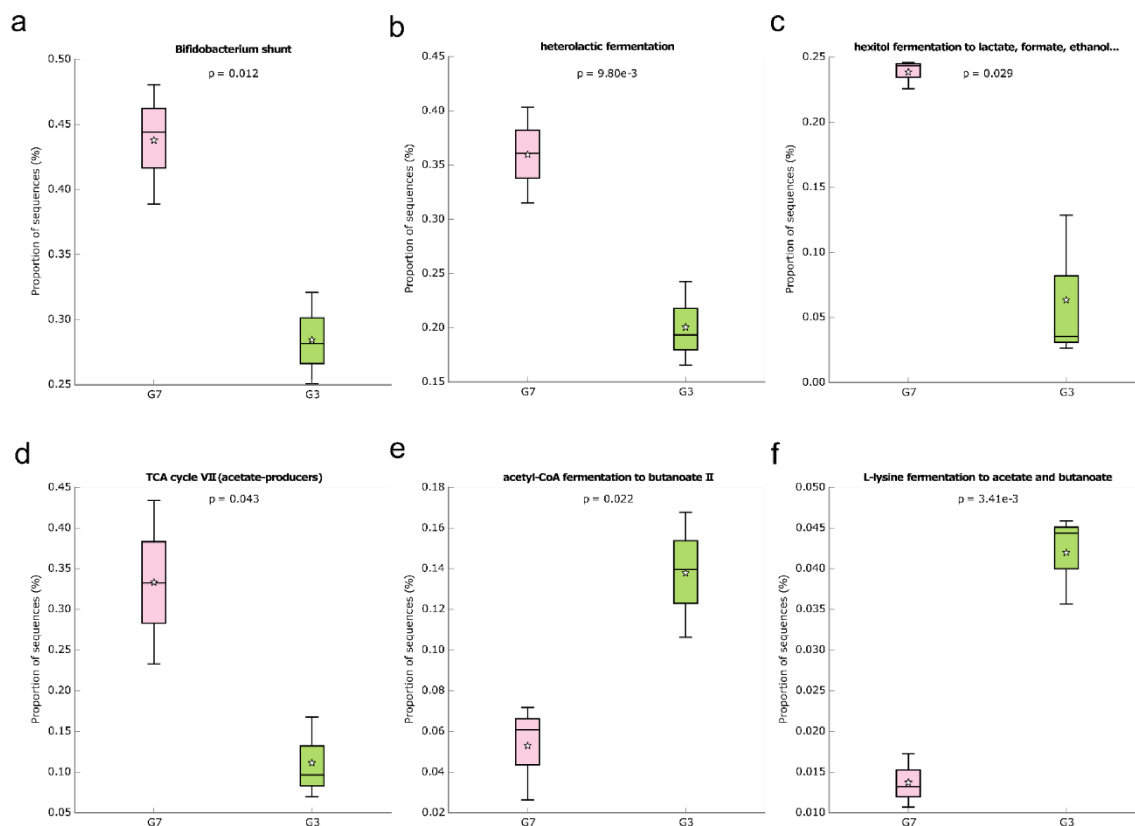 a
Bifidobacterium shunt
p = 0.012
Proportion of sequences (%)
0.50
0.45
0.40
0.35
0.30
0.25
G7
G3
b
heterolactic fermentation
p = 9.80e-3
Proportion of sequences (%)
0.40
0.35
0.30
0.25
0.20
0.15
G7
G3
c
hexitol fermentation to lactate, formate, ethanol...
p = 0.029
Proportion of sequences (%)
0.25
0.20
0.15
0.10
0.05
0.00
G7
G3
d
TCA cycle VII (acetate-producers)
p = 0.043
Proportion of sequences (%)
0.45
0.40
0.35
0.30
0.25
0.20
0.15
0.10
0.05
G7
G3
e
acetyl-CoA fermentation to butanoate II
p = 0.022
Proportion of sequences (%)
0.18
0.16
0.14
0.12
0.10
0.08
0.06
0.04
0.02
G7
G3
f
L-lysine fermentation to acetate and butanoate
p = 3.41e-3
Proportion of sequences (%)
0.050
0.045
0.040
0.035
0.030
0.025
0.020
0.015
0.010
G7
G3